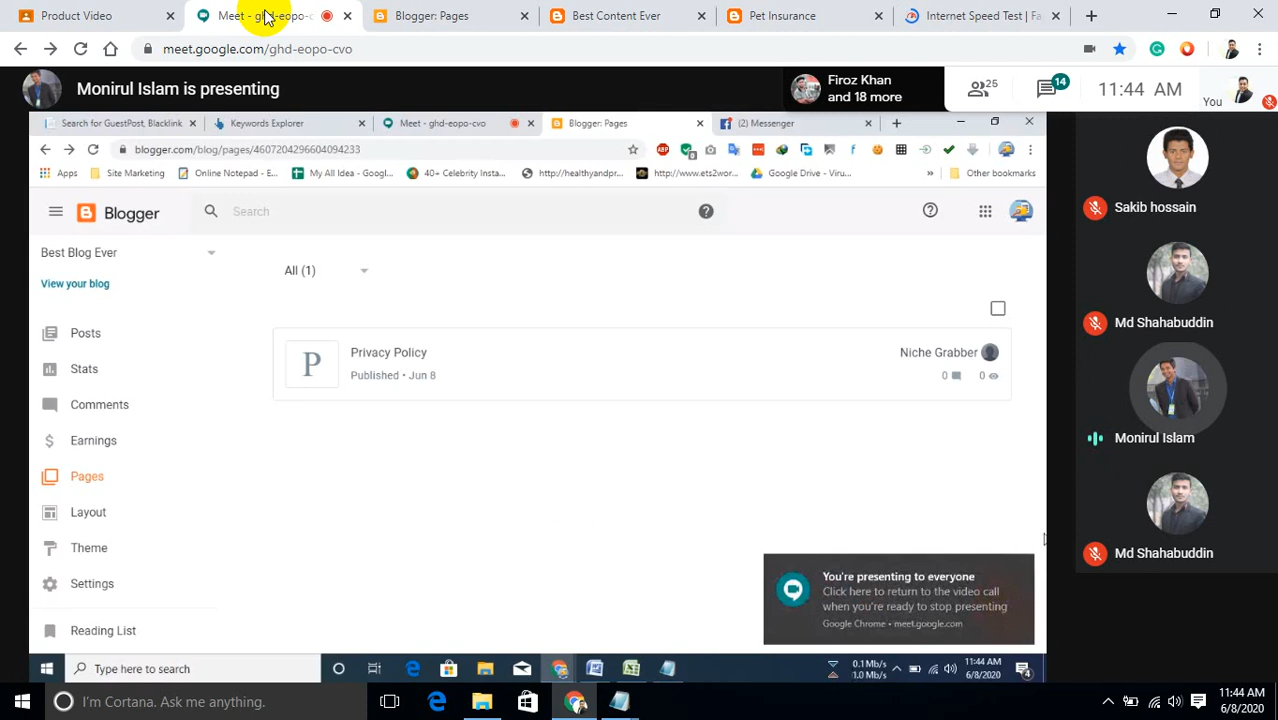 Product Video
Meet - ghd-eopo-c
Blogger: Pages
Best Content Ever
Pet Insurance
Internet Speed Test | Fa
meet.google.com/ghd-eopo-cvo
Monirul Islam is presenting
Firoz Khan
and 18 more
25
14
11:44 AM
You
Search for GuestPost, Blacklink
Keywords Explorer
Meet - ghd-eopo-cvo
Blogger: Pages
(2) Messenger
blogger.com/blog/pages/4607204296604094233
ABP
0
Apps
Site Marketing
Online Notepad - E...
My All Idea - Googl...
40+ Celebrity Insta...
http://healthyandpr...
http://www.ets2wor...
Google Drive - Viru...
»
Other bookmarks
Blogger
Search
Best Blog Ever
View your blog
All (1)
Posts
Stats
Comments
Earnings
Pages
Layout
Theme
Settings
Reading List
P
Privacy Policy
Published • Jun 8
Niche Grabber
0
0
You're presenting to everyone
Click here to return to the video call
when you're ready to stop presenting
Google Chrome • meet.google.com
Sakib hossain
Md Shahabuddin
Monirul Islam
Md Shahabuddin
Type here to search
0.1 Mb/s
1.0 Mb/s
11:44 AM
6/8/2020
4
I'm Cortana. Ask me anything.
11:44 AM
6/8/2020